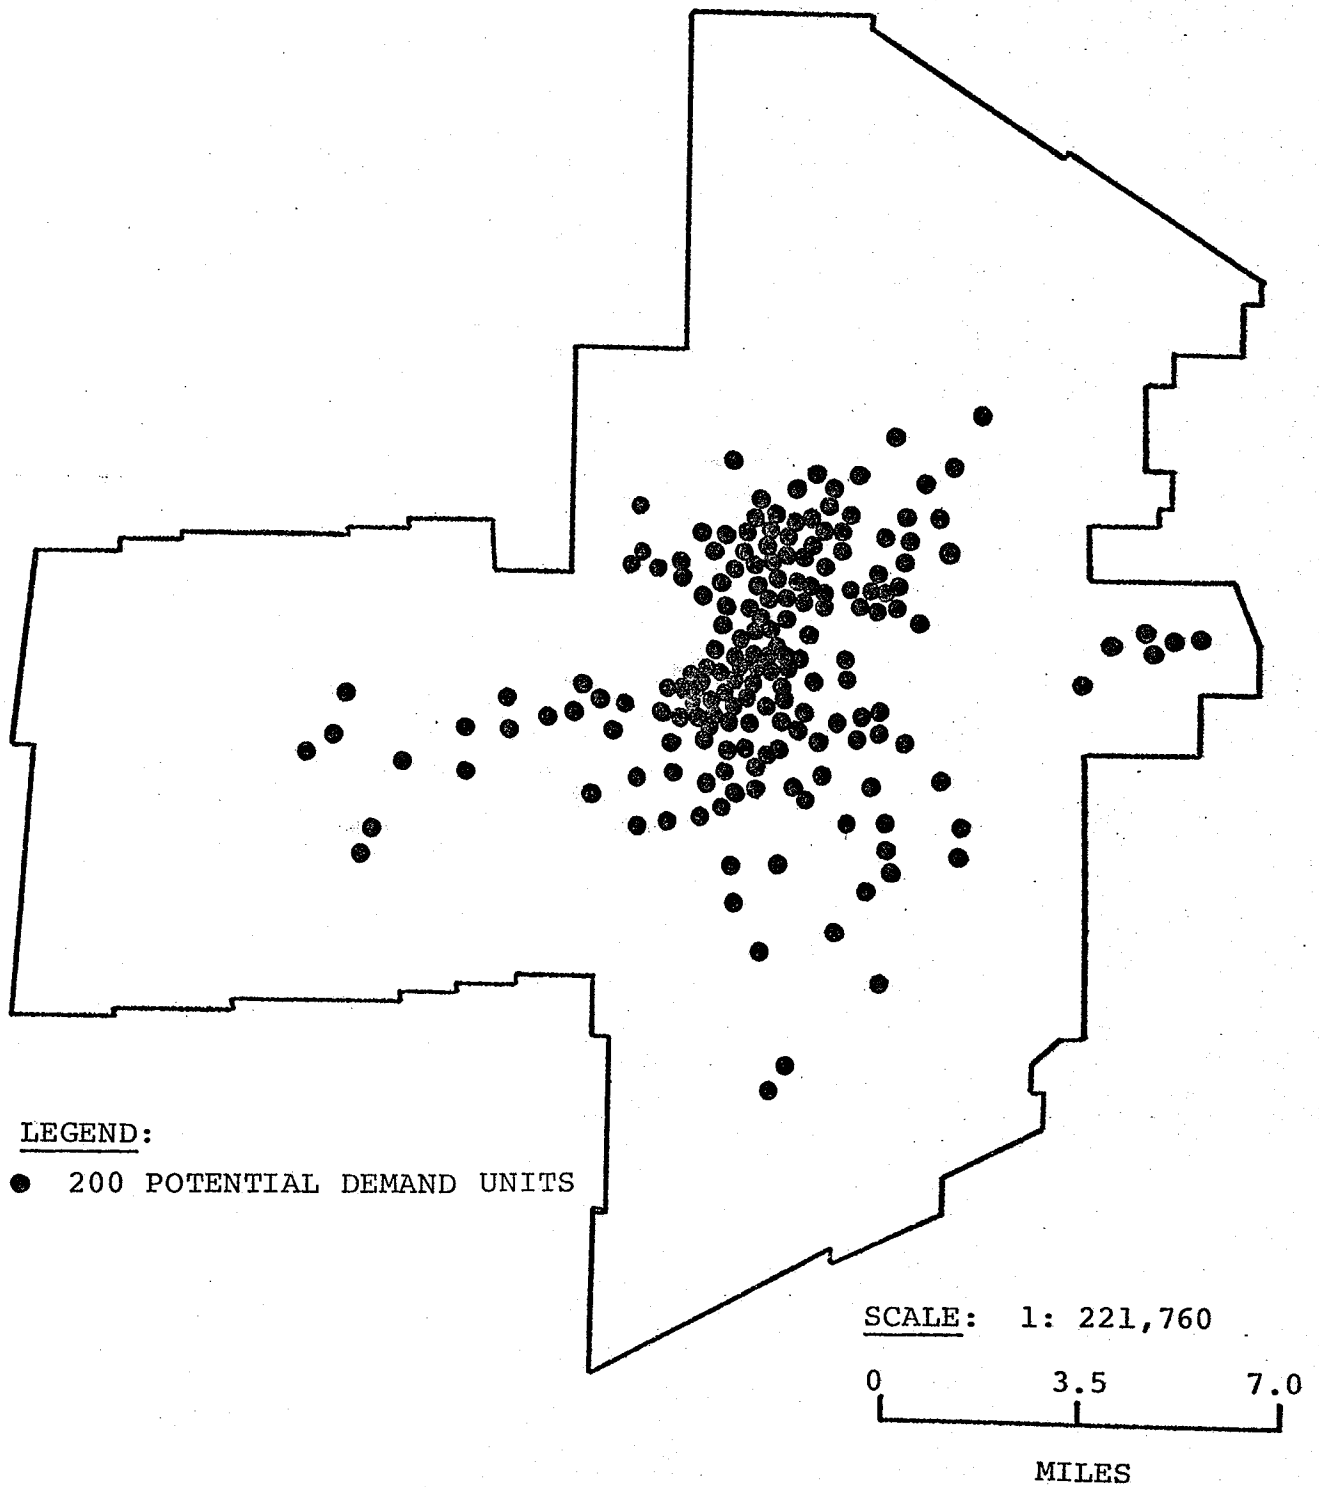 LEGEND:
● 200 POTENTIAL DEMAND UNITS
SCALE: 1: 221,760
0 3.5 7.0
MILES